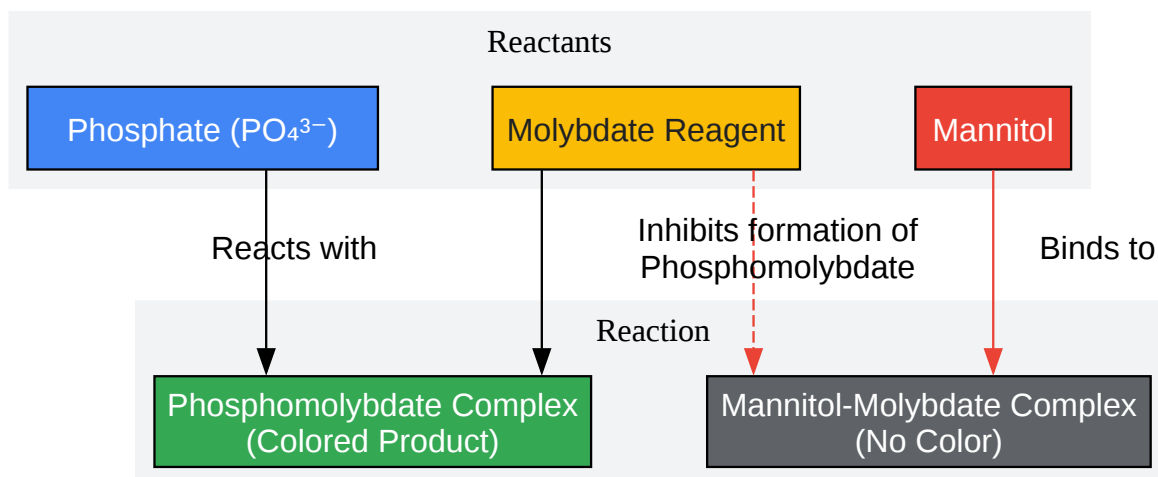 Reactants
Phosphate (PO₄³⁻)
Molybdate Reagent
Mannitol
Reacts with
Inhibits formation of
Phosphomolybdate
Binds to
Reaction
Phosphomolybdate Complex
(Colored Product)
Mannitol-Molybdate Complex
(No Color)